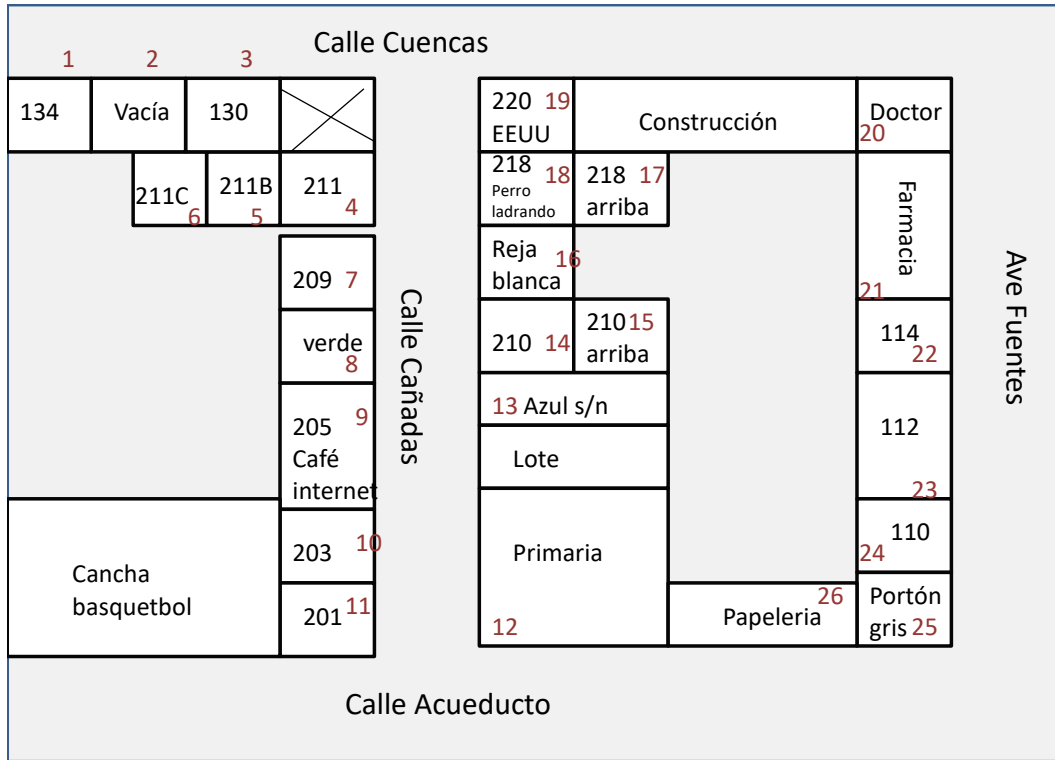 Calle Cuencas
1 2 3
134 Vacía 130
211C 6
211B 5
211 4
209 7
verde
8
9
205
Café
internet
203 10
201 11
Cancha
basquetbol
Calle Cañadas
220 19
EEUU
Construcción
Doctor
20
218 18
Perro
ladrando
218 17
arriba
Reja 16
blanca
210 14
210 15
arriba
13 Azul s/n
Lote
Primaria
12
26
Papeleria
Farmacia
21
114
22
112
23
110
24
Portón
gris 25
Ave Fuentes
Calle Acueducto